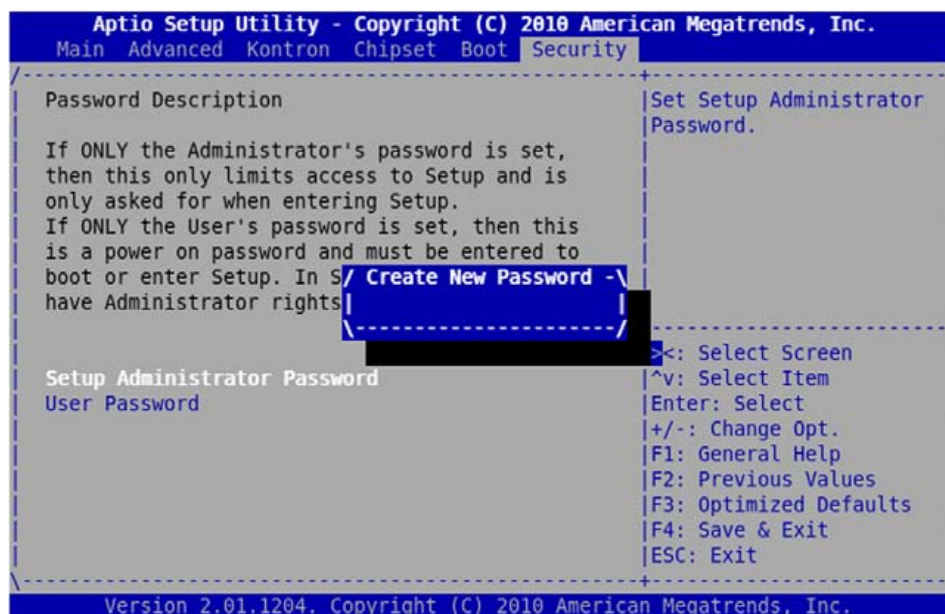 Aptio Setup Utility - Copyright (C) 2010 American Megatrends, Inc.
Main Advanced Kontron Chipset Boot Security
Password Description
If ONLY the Administrator's password is set,
then this only limits access to Setup and is
only asked for when entering Setup.
If ONLY the User's password is set, then this
is a power on password and must be entered to
boot or enter Setup. In S
have Administrator rights
/ Create New Password -\
Setup Administrator Password
User Password
Set Setup Administrator
Password.
><: Select Screen
^v: Select Item
Enter: Select
+/-: Change Opt.
F1: General Help
F2: Previous Values
F3: Optimized Defaults
F4: Save & Exit
ESC: Exit
Version 2.01.1204. Copyright (C) 2010 American Megatrends, Inc.